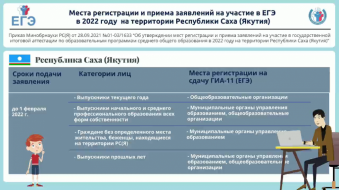 ЕГЭ
Места регистрации и приема заявлений на участие в ЕГЭ
в 2022 году на территории Республики Саха (Якутия)
Приказ Минобрнауки РС(Я) от 28.09.2021 №01-03/1632 "Об утверждении мест регистрации и приема заявлений на участие в государственной
итоговой аттестации по образовательным программам среднего общего образования в 2022 году на территории Республики Саха (Якутия)"
Республика Саха (Якутия)
Сроки подачи
заявления
Категории лиц
Места регистрации на
сдачу ГИА-11 (ЕГЭ)
до 1 февраля
2022 г.
- Выпускники текущего года
- Общеобразовательные организации
- Выпускники начального и среднего
профессионального образования всех
форм собственности
- Муниципальные органы управления
образованием, общеобразовательные
организации
- Граждане без определенного места
жительства, беженцы, находящиеся
на территории РС(Я)
- Муниципальные органы управления
образованием
- Выпускники прошлых лет
- Муниципальные органы управления
образованием, общеобразовательные
организации